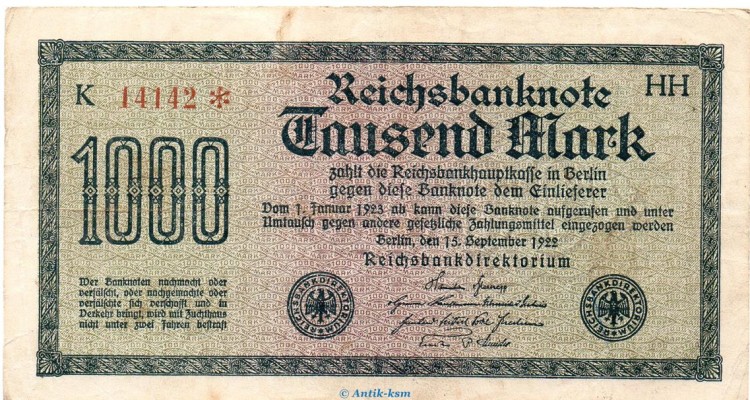 K 14142 *
HH
1000
Reichsbanknote
Tausend Mark
zahlt die Reichsbankhauptkasse in Berlin
gegen diese Banknote dem Einlieferer
Vom 1. Januar 1923 ab kann diese Banknote aufgerufen und unter
Umtausch gegen andere gesetzliche Zahlungsmittel eingezogen werden
Berlin, den 15. September 1922
Reichsbankdirektorium
Wer Banknoten nachmacht oder
verfälscht, oder nachgemachte oder
verfälschte sich verschafft und in
Verkehr bringt, wird mit Zuchthaus
nicht unter zwei Jahren bestraft
REICHSBANKDIREKTORIUM
REICHSBANKDIREKTORIUM
© Antik-ksm